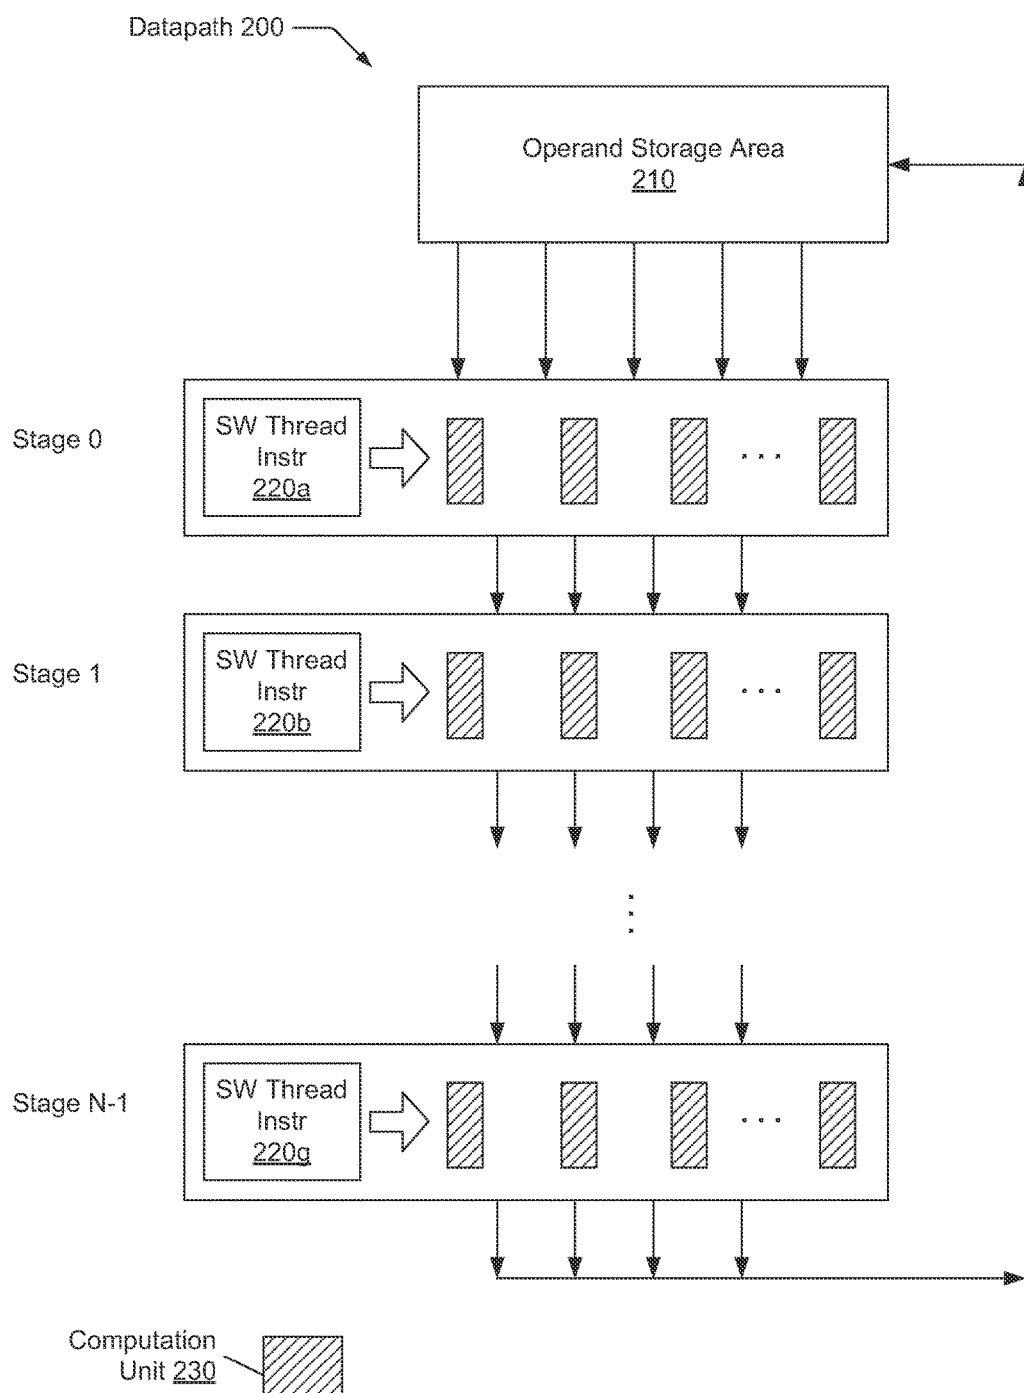 Datapath 200
Operand Storage Area
210
Stage 0
SW Thread
Instr
220a
. . .
Stage 1
SW Thread
Instr
220b
. . .
Stage N-1
SW Thread
Instr
220g
. . .
Computation
Unit 230